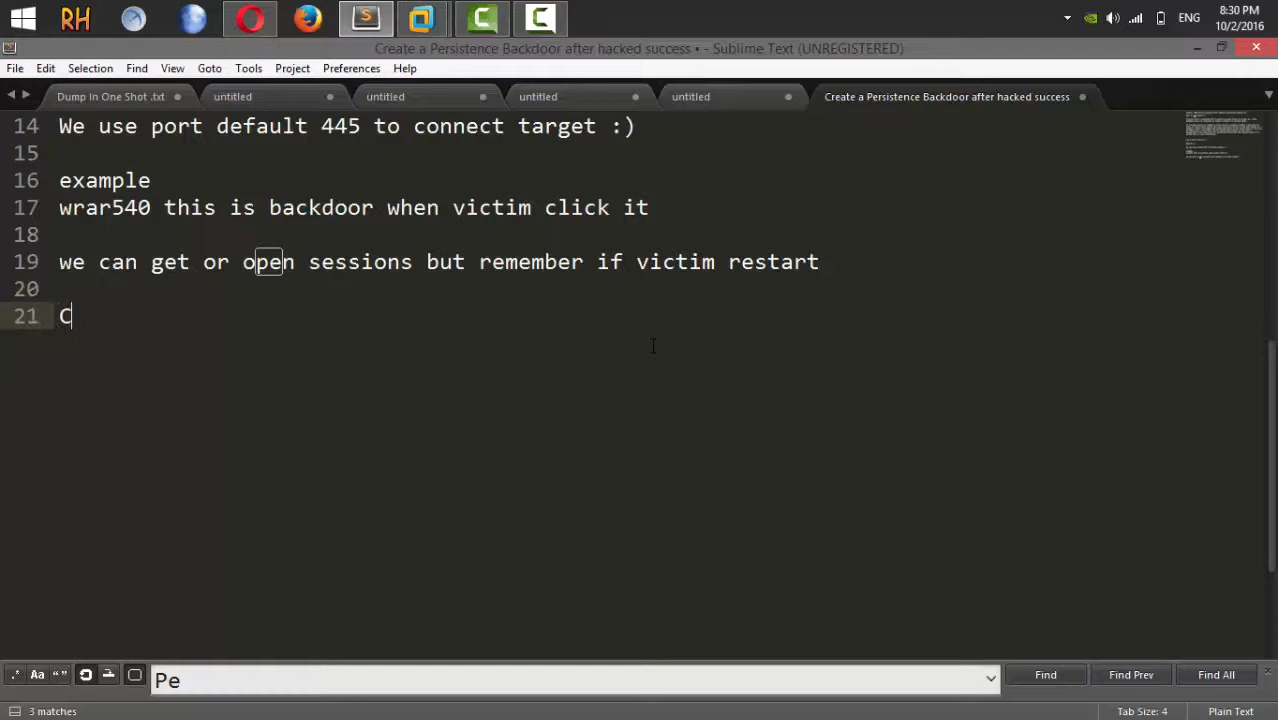 RH
ENG
8:30 PM
10/2/2016
Create a Persistence Backdoor after hacked success • - Sublime Text (UNREGISTERED)
File Edit Selection Find View Goto Tools Project Preferences Help
Dump In One Shot .txt
untitled
untitled
untitled
untitled
Create a Persistence Backdoor after hacked success
14 We use port default 445 to connect target :)
15
16 example
17 wrar540 this is backdoor when victim click it
18
19 we can get or open sessions but remember if victim restart
20
21 C
.* Aa “ ” Pe Find Find Prev Find All
3 matches
Tab Size: 4
Plain Text